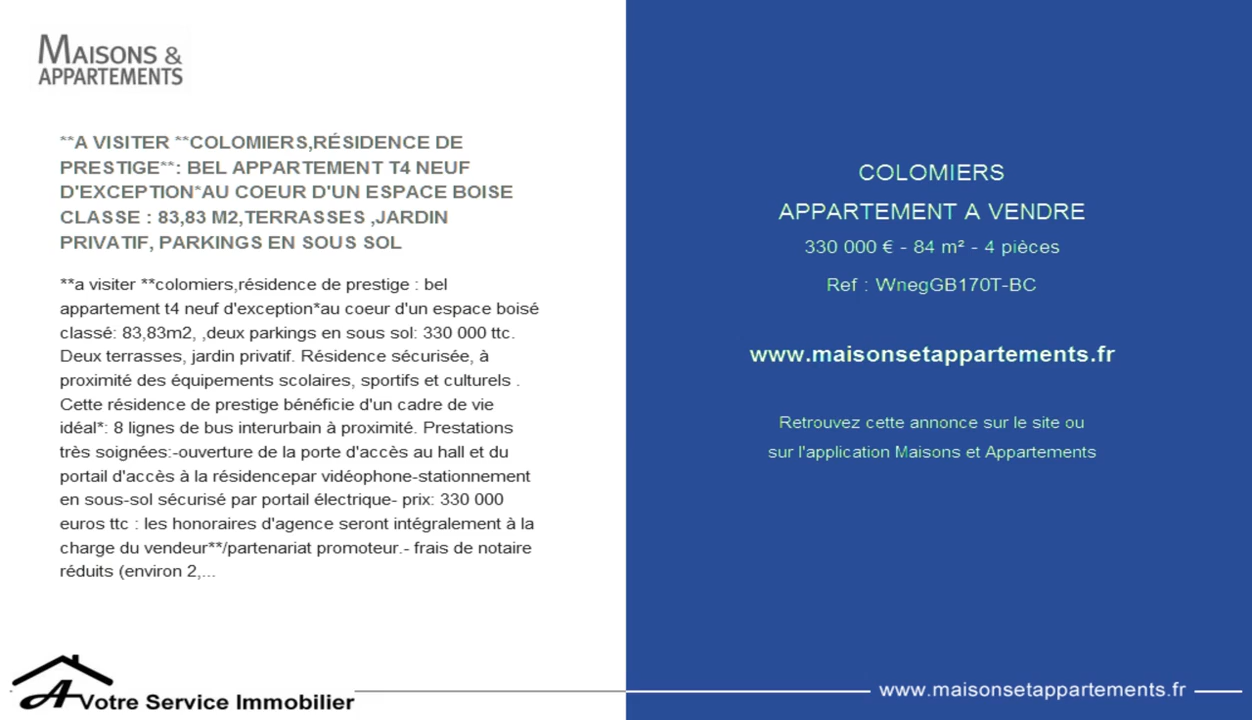 MAISONS &
APPARTEMENTS
**A VISITER **COLOMIERS,RÉSIDENCE DE
PRESTIGE**: BEL APPARTEMENT T4 NEUF
D'EXCEPTION*AU COEUR D'UN ESPACE BOISE
CLASSE : 83,83 M2,TERRASSES ,JARDIN
PRIVATIF, PARKINGS EN SOUS SOL
**a visiter **colomiers,résidence de prestige : bel
appartement t4 neuf d'exception*au coeur d'un espace boisé
classé: 83,83m2, ,deux parkings en sous sol: 330 000 ttc.
Deux terrasses, jardin privatif. Résidence sécurisée, à
proximité des équipements scolaires, sportifs et culturels .
Cette résidence de prestige bénéficie d'un cadre de vie
idéal*: 8 lignes de bus interurbain à proximité. Prestations
très soignées:-ouverture de la porte d'accès au hall et du
portail d'accès à la résidencepar vidéophone-stationnement
en sous-sol sécurisé par portail électrique- prix: 330 000
euros ttc : les honoraires d'agence seront intégralement à la
charge du vendeur**/partenariat promoteur.- frais de notaire
réduits (environ 2,...
A Votre Service Immobilier
COLOMIERS
APPARTEMENT A VENDRE
330 000 € - 84 m² - 4 pièces
Ref : WnegGB170T-BC
www.maisonsetappartements.fr
Retrouvez cette annonce sur le site ou
sur l'application Maisons et Appartements
www.maisonsetappartements.fr